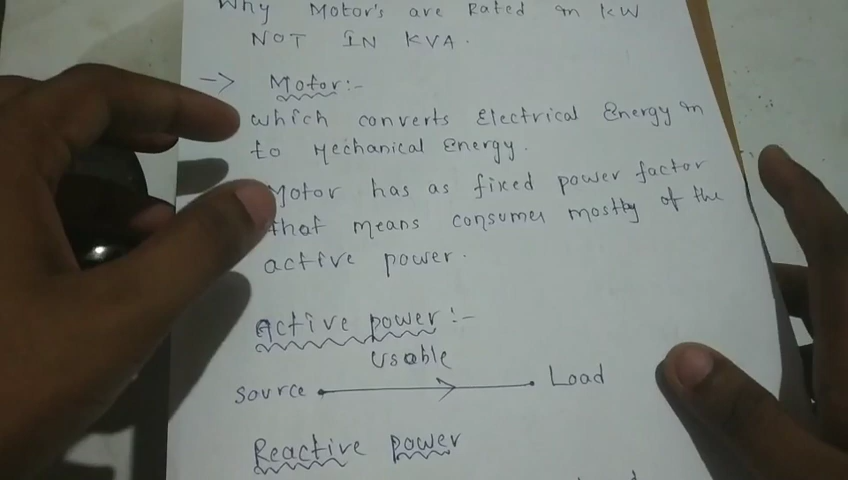 Why Motor's are Rated in KW
NOT IN KVA.
-> Motor:-
which converts Electrical Energy in
to Mechanical Energy.
Motor has as fixed power factor
that means consumes mostly of the
active power.
Active power:-
Usable
source Load
Reactive power